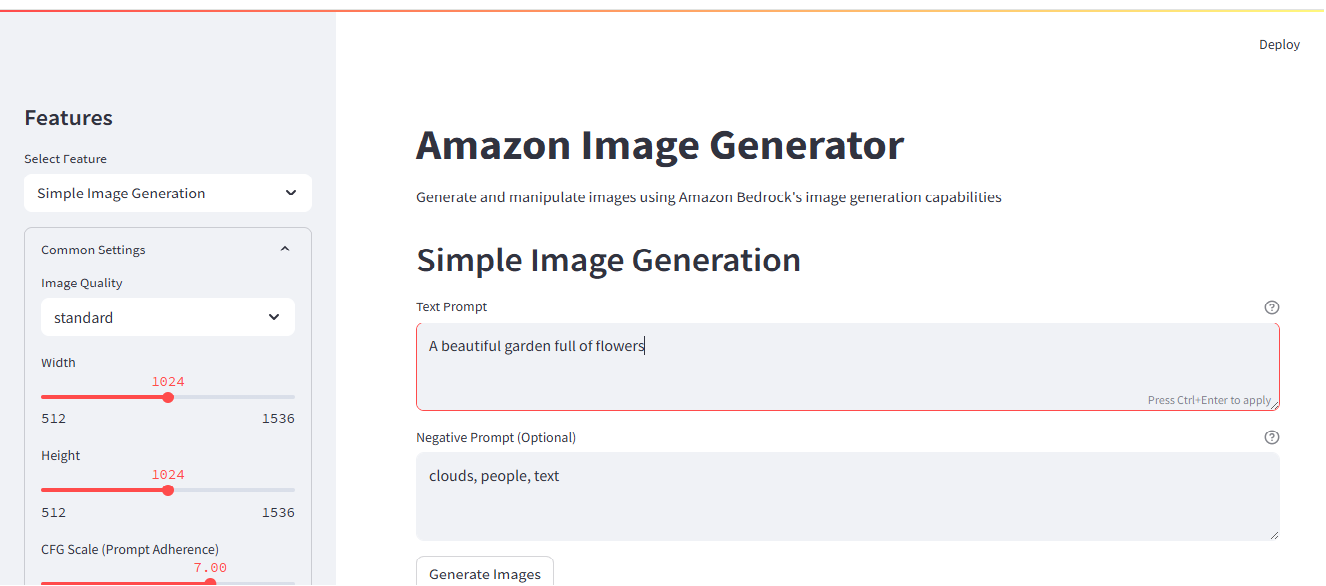 Deploy
Features
Select Feature
Simple Image Generation
Common Settings
Image Quality
standard
Width
1024
512 1536
Height
1024
512 1536
CFG Scale (Prompt Adherence)
7.00
Amazon Image Generator
Generate and manipulate images using Amazon Bedrock's image generation capabilities
Simple Image Generation
Text Prompt
A beautiful garden full of flowers
Press Ctrl+Enter to apply
Negative Prompt (Optional)
clouds, people, text
Generate Images